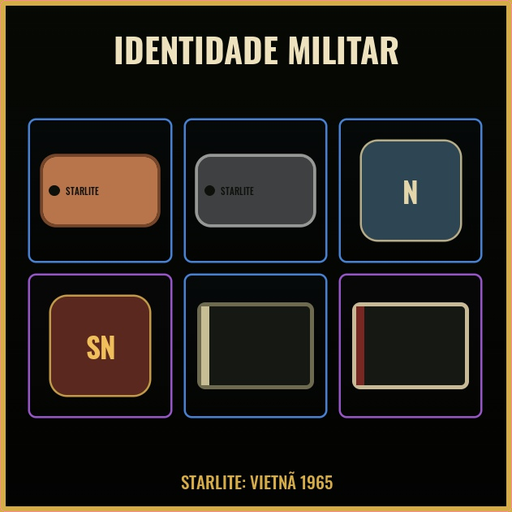 IDENTIDADE MILITAR
STARLITE
STARLITE
N
SN
STARLITE: VIETNÃ 1965